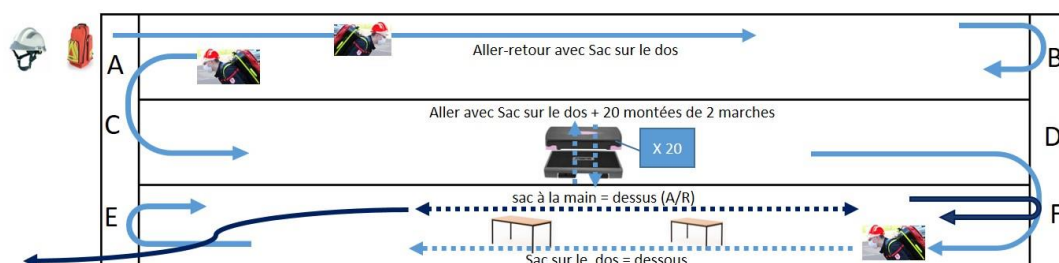 A
Aller-retour avec Sac sur le dos
B
C
Aller avec Sac sur le dos + 20 montées de 2 marches
D
X 20
E
sac à la main = dessus (A/R)
F
Sac sur le dos = dessous